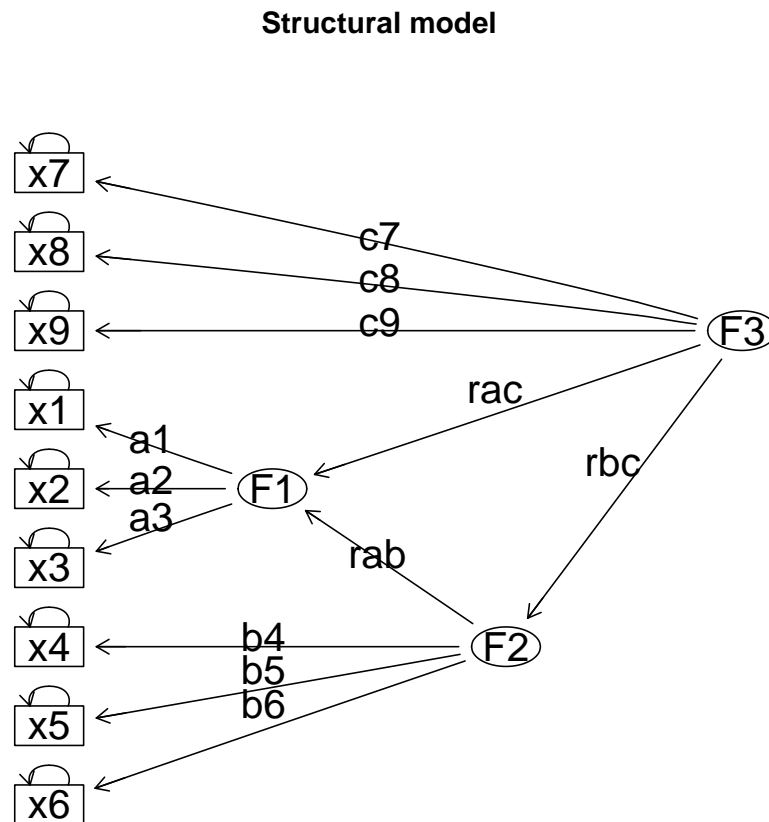 Structural model
x7
c7
x8
c8
x9
c9
F3
x1
rac
a1
rbc
x2
a2
F1
a3
x3
rab
x4
b4
F2
b5
x5
b6
x6